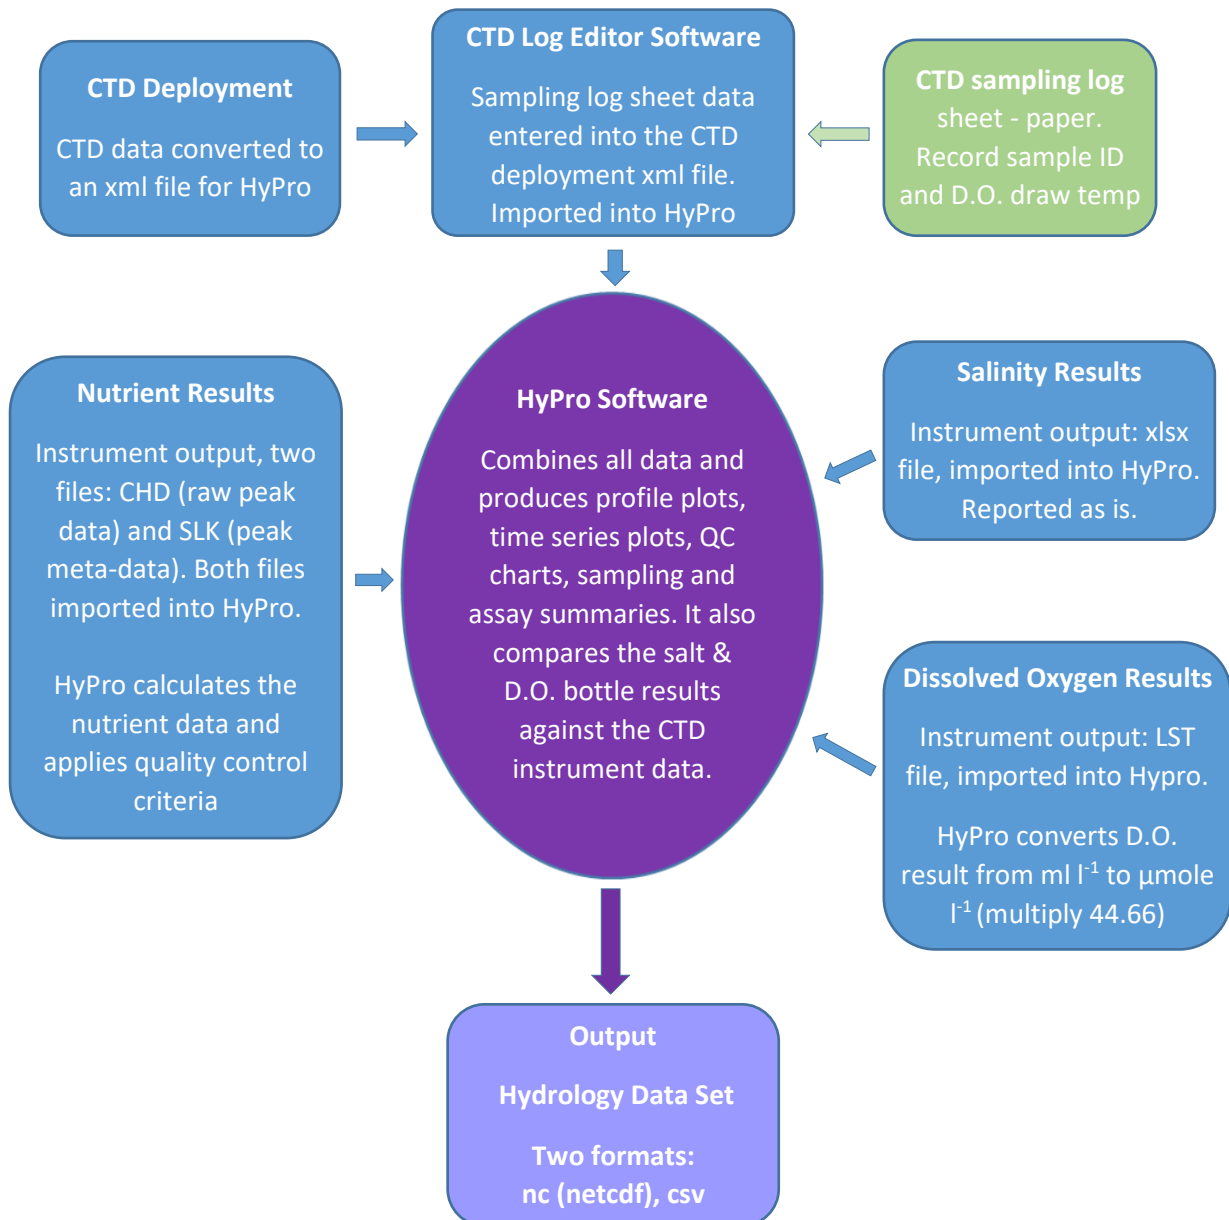 CTD Deployment
CTD data converted to
an xml file for HyPro
CTD Log Editor Software
Sampling log sheet data
entered into the CTD
deployment xml file.
Imported into HyPro
CTD sampling log
sheet - paper.
Record sample ID
and D.O. draw temp
Nutrient Results
Instrument output, two
files: CHD (raw peak
data) and SLK (peak
meta-data). Both files
imported into HyPro.
HyPro calculates the
nutrient data and
applies quality control
criteria
HyPro Software
Combines all data and
produces profile plots,
time series plots, QC
charts, sampling and
assay summaries. It also
compares the salt &
D.O. bottle results
against the CTD
instrument data.
Salinity Results
Instrument output: xlsx
file, imported into HyPro.
Reported as is.
Dissolved Oxygen Results
Instrument output: LST
file, imported into Hypro.
HyPro converts D.O.
result from ml l⁻¹ to µmole
l⁻¹ (multiply 44.66)
Output
Hydrology Data Set
Two formats:
nc (netcdf), csv